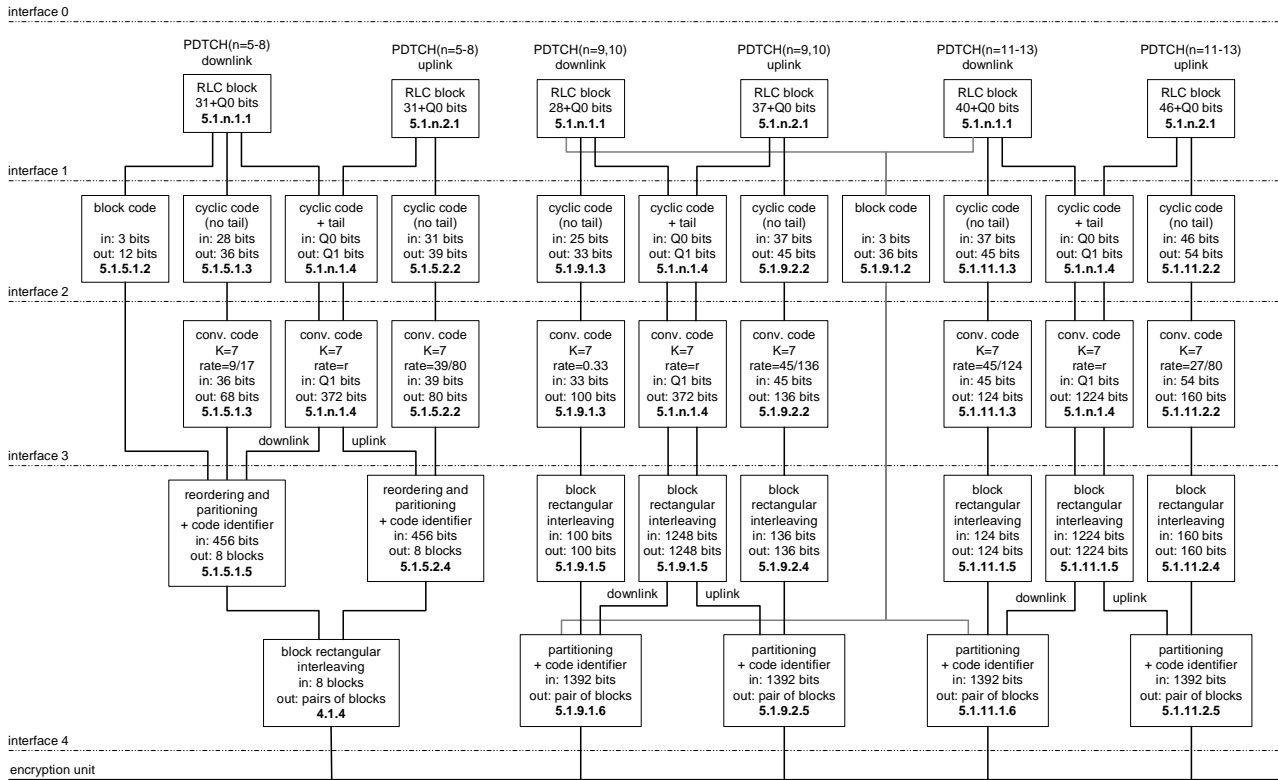 interface 0
PDTCH(n=5-8)
downlink
PDTCH(n=5-8)
uplink
PDTCH(n=9,10)
downlink
PDTCH(n=9,10)
uplink
PDTCH(n=11-13)
downlink
PDTCH(n=11-13)
uplink
RLC block
31+Q0 bits
5.1.n.1.1
RLC block
31+Q0 bits
5.1.n.2.1
RLC block
28+Q0 bits
5.1.n.1.1
RLC block
37+Q0 bits
5.1.n.2.1
RLC block
40+Q0 bits
5.1.n.1.1
RLC block
46+Q0 bits
5.1.n.2.1
interface 1
block code
in: 3 bits
out: 12 bits
5.1.5.1.2
cyclic code
(no tail)
in: 28 bits
out: 36 bits
5.1.5.1.3
cyclic code
+ tail
in: Q0 bits
out: Q1 bits
5.1.n.1.4
cyclic code
(no tail)
in: 31 bits
out: 39 bits
5.1.5.2.2
cyclic code
(no tail)
in: 25 bits
out: 33 bits
5.1.9.1.3
cyclic code
+ tail
in: Q0 bits
out: Q1 bits
5.1.n.1.4
cyclic code
(no tail)
in: 37 bits
out: 45 bits
5.1.9.2.2
block code
in: 3 bits
out: 36 bits
5.1.9.1.2
cyclic code
(no tail)
in: 37 bits
out: 45 bits
5.1.11.1.3
cyclic code
+ tail
in: Q0 bits
out: Q1 bits
5.1.n.1.4
cyclic code
(no tail)
in: 46 bits
out: 54 bits
5.1.11.2.2
interface 2
conv. code
K=7
rate=9/17
in: 36 bits
out: 68 bits
5.1.5.1.3
conv. code
K=7
rate=r
in: Q1 bits
out: 372 bits
5.1.n.1.4
conv. code
K=7
rate=39/80
in: 39 bits
out: 80 bits
5.1.5.2.2
conv. code
K=7
rate=0.33
in: 33 bits
out: 100 bits
5.1.9.1.3
conv. code
K=7
rate=r
in: Q1 bits
out: 372 bits
5.1.n.1.4
conv. code
K=7
rate=45/136
in: 45 bits
out: 136 bits
5.1.9.2.2
conv. code
K=7
rate=45/124
in: 45 bits
out: 124 bits
5.1.11.1.3
conv. code
K=7
rate=r
in: Q1 bits
out: 1224 bits
5.1.n.1.4
conv. code
K=7
rate=27/80
in: 54 bits
out: 160 bits
5.1.11.2.2
downlink
uplink
interface 3
reordering and
partitioning
+ code identifier
in: 456 bits
out: 8 blocks
5.1.5.1.5
reordering and
paritioning
+ code identifier
in: 456 bits
out: 8 blocks
5.1.5.2.4
block
rectangular
interleaving
in: 100 bits
out: 100 bits
5.1.9.1.5
block
rectangular
interleaving
in: 1248 bits
out: 1248 bits
5.1.9.1.5
block
rectangular
interleaving
in: 136 bits
out: 136 bits
5.1.9.2.4
block
rectangular
interleaving
in: 124 bits
out: 124 bits
5.1.11.1.5
block
rectangular
interleaving
in: 1224 bits
out: 1224 bits
5.1.11.1.5
block
rectangular
interleaving
in: 160 bits
out: 160 bits
5.1.11.2.4
downlink
uplink
downlink
uplink
block rectangular
interleaving
in: 8 blocks
out: pairs of blocks
4.1.4
partitioning
+ code identifier
in: 1392 bits
out: pair of blocks
5.1.9.1.6
partitioning
+ code identifier
in: 1392 bits
out: pair of blocks
5.1.9.2.5
partitioning
+ code identifier
in: 1392 bits
out: pair of blocks
5.1.11.1.6
partitioning
+ code identifier
in: 1392 bits
out: pair of blocks
5.1.11.2.5
interface 4
encryption unit